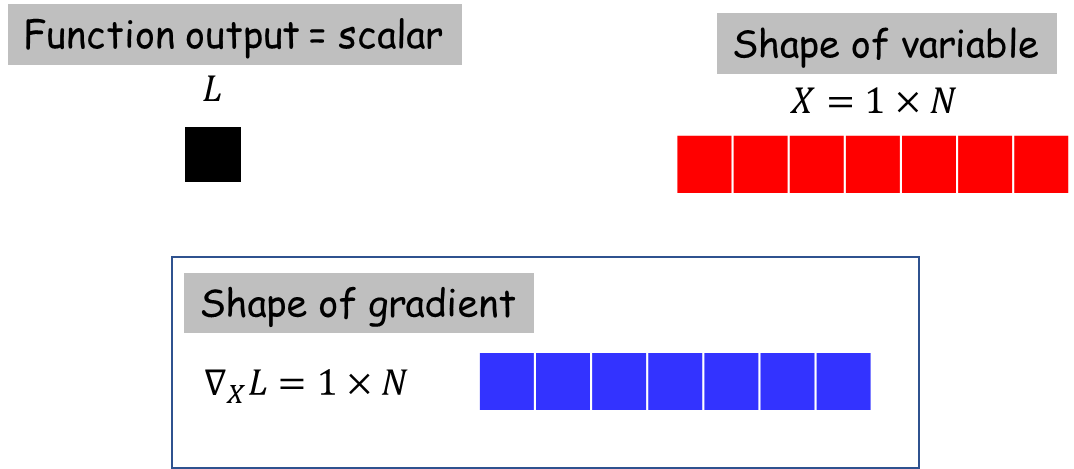 Function output = scalar
L
Shape of variable
X = 1 × N
Shape of gradient
∇_X L = 1 × N